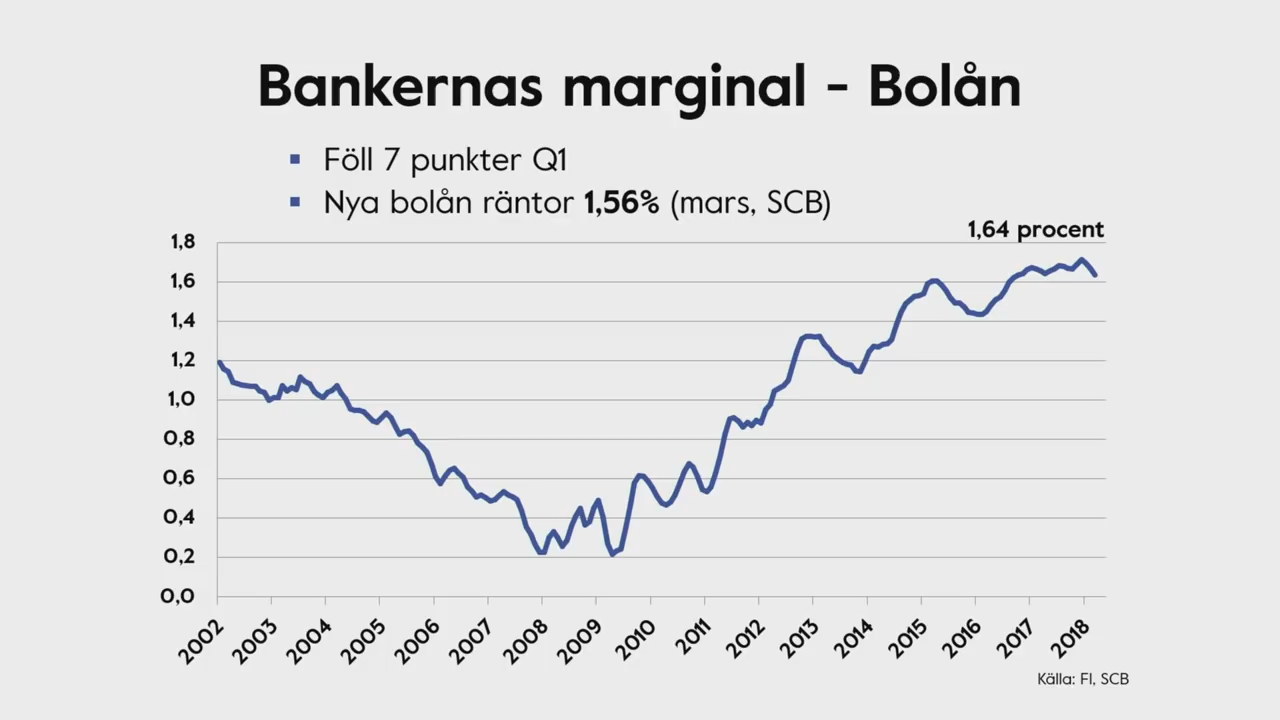 Bankernas marginal - Bolån
▪ Föll 7 punkter Q1
▪ Nya bolån räntor 1,56% (mars, SCB)
1,64 procent
1,8
1,6
1,4
1,2
1,0
0,8
0,6
0,4
0,2
0,0
2002 2003 2004 2005 2006 2007 2008 2009 2010 2011 2012 2013 2014 2015 2016 2017 2018
Källa: FI, SCB